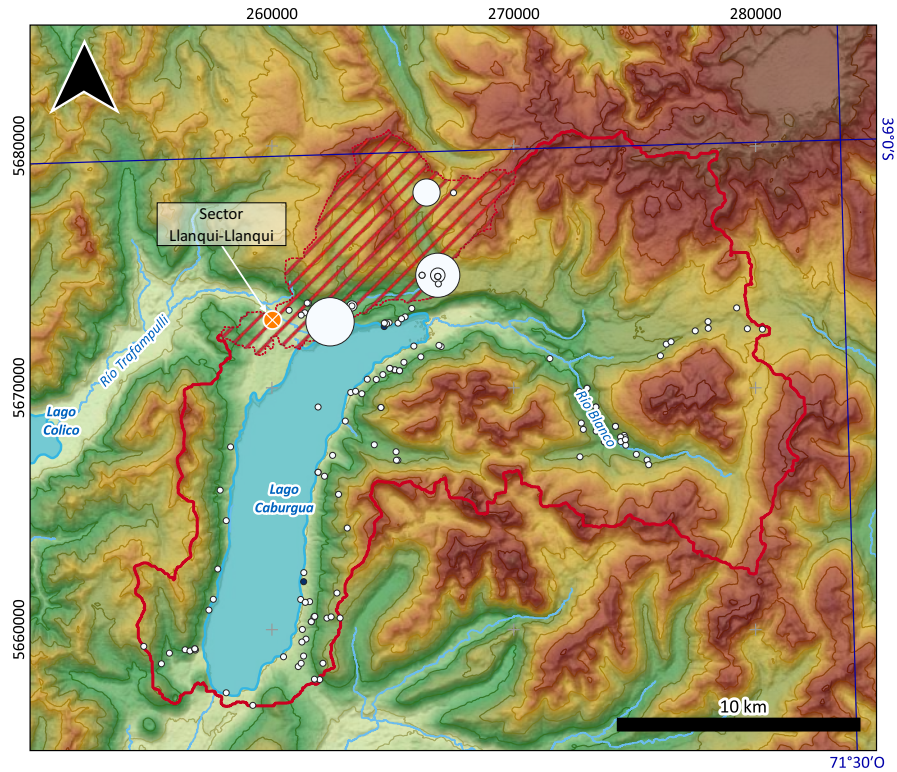 260000
270000
280000
5680000
39°0'S
Sector
Llanqui-Llanqui
Río Trafampulli
5670000
Lago
Colico
Río Blanco
Lago
Caburgua
5660000
10 km
71°30'O